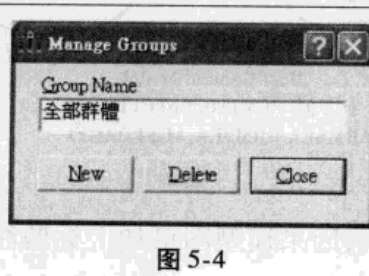 Manage Groups
Group Name
全部群體
New Delete Close
图 5-4